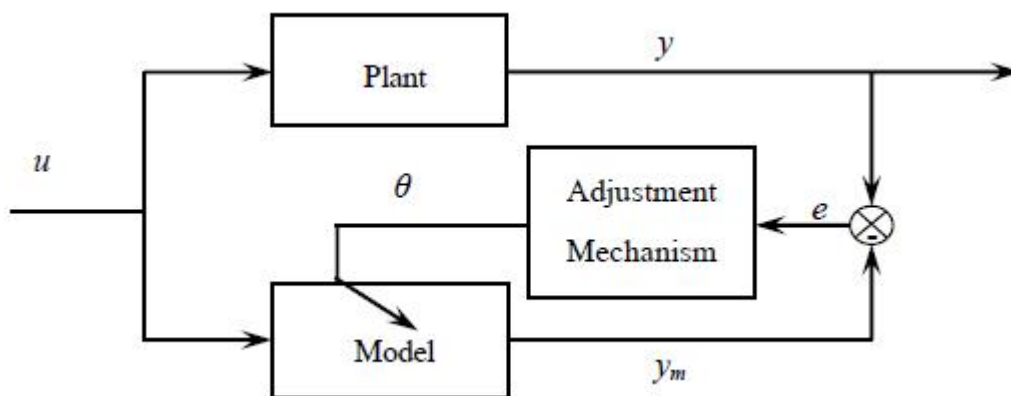 y
Plant
u
θ
Adjustment
Mechanism
e
-
Model
yₘ